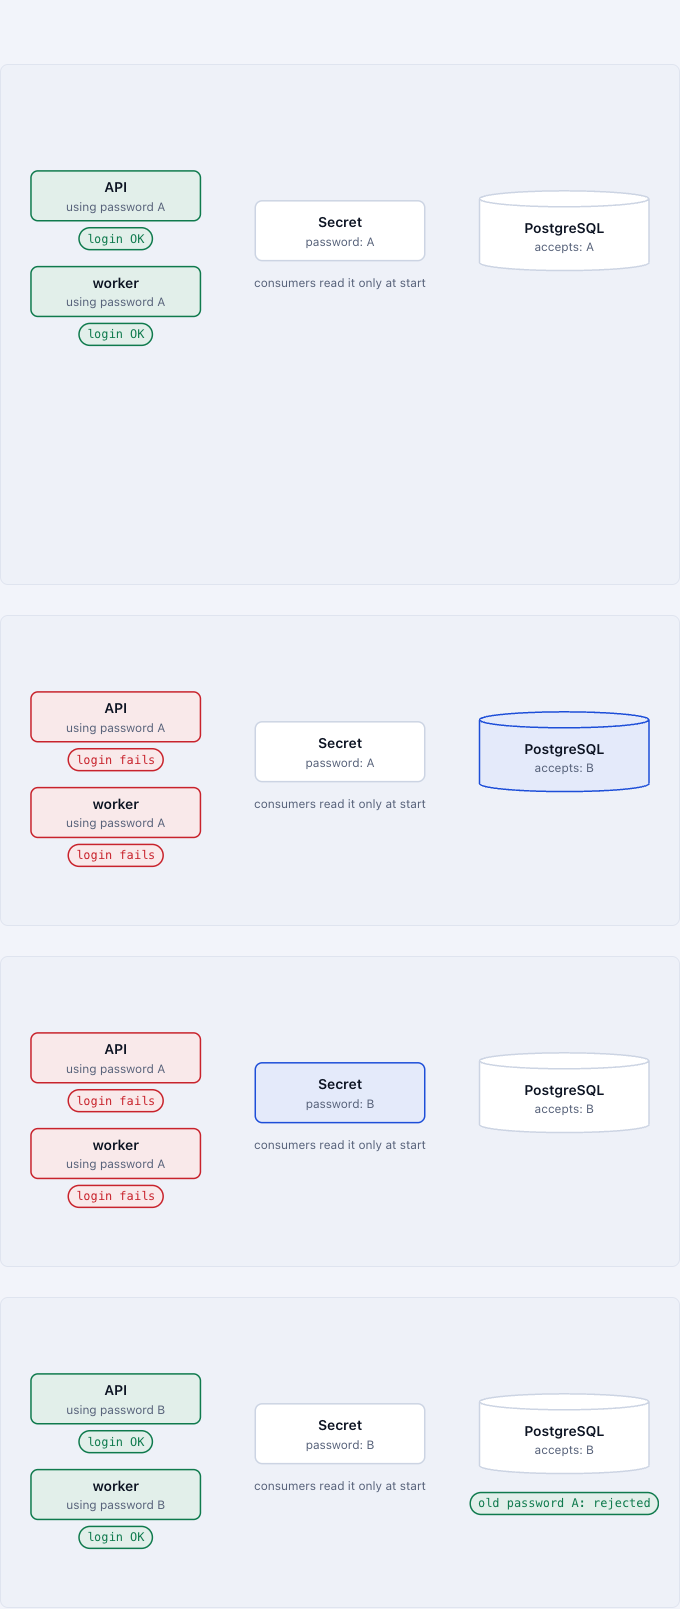 API
using password A
login OK
worker
using password A
login OK
Secret
password: A
consumers read it only at start
PostgreSQL
accepts: A
API
using password A
login fails
worker
using password A
login fails
Secret
password: A
consumers read it only at start
PostgreSQL
accepts: B
API
using password A
login fails
worker
using password A
login fails
Secret
password: B
consumers read it only at start
PostgreSQL
accepts: B
API
using password B
login OK
worker
using password B
login OK
Secret
password: B
consumers read it only at start
PostgreSQL
accepts: B
old password A: rejected